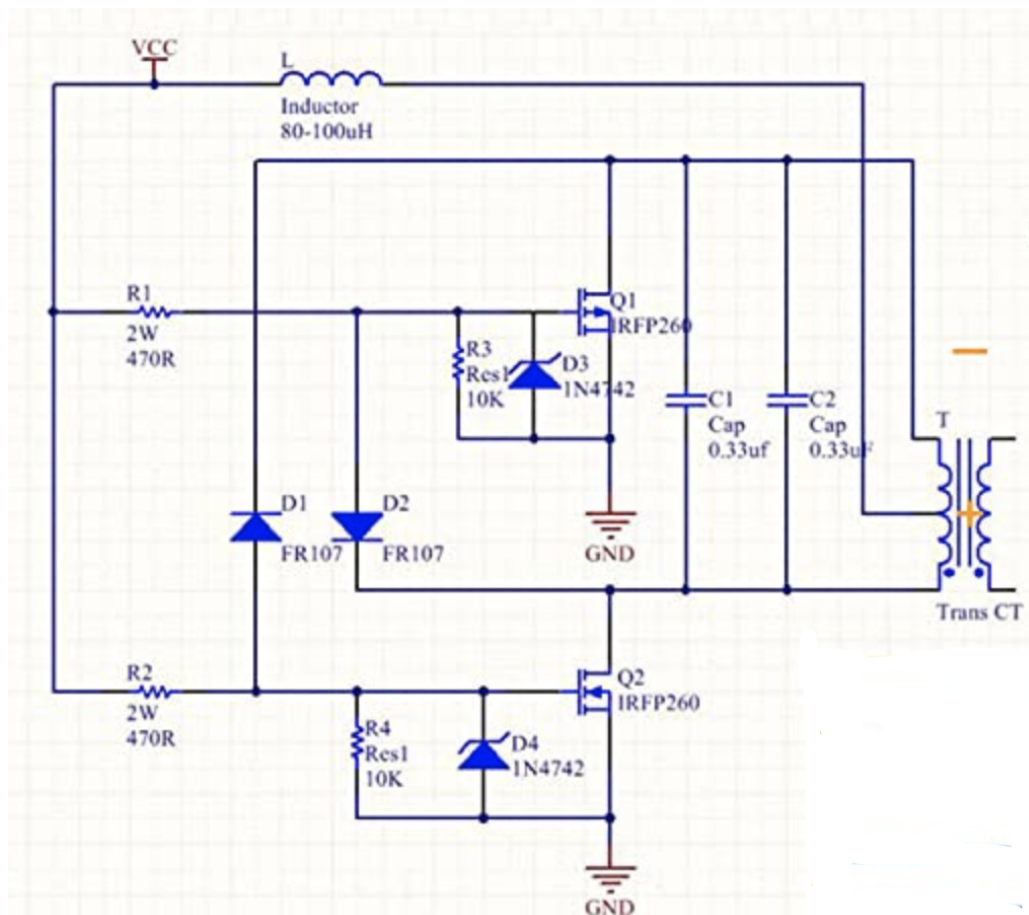 VCC
L
Inductor
80-100uH
R1
2W
470R
Q1
IRFP260
R3
Res1
10K
D3
1N4742
C1
Cap
0.33uf
C2
Cap
0.33uF
T
D1
FR107
D2
FR107
GND
Trans CT
R2
2W
470R
Q2
IRFP260
R4
Res1
10K
D4
1N4742
GND